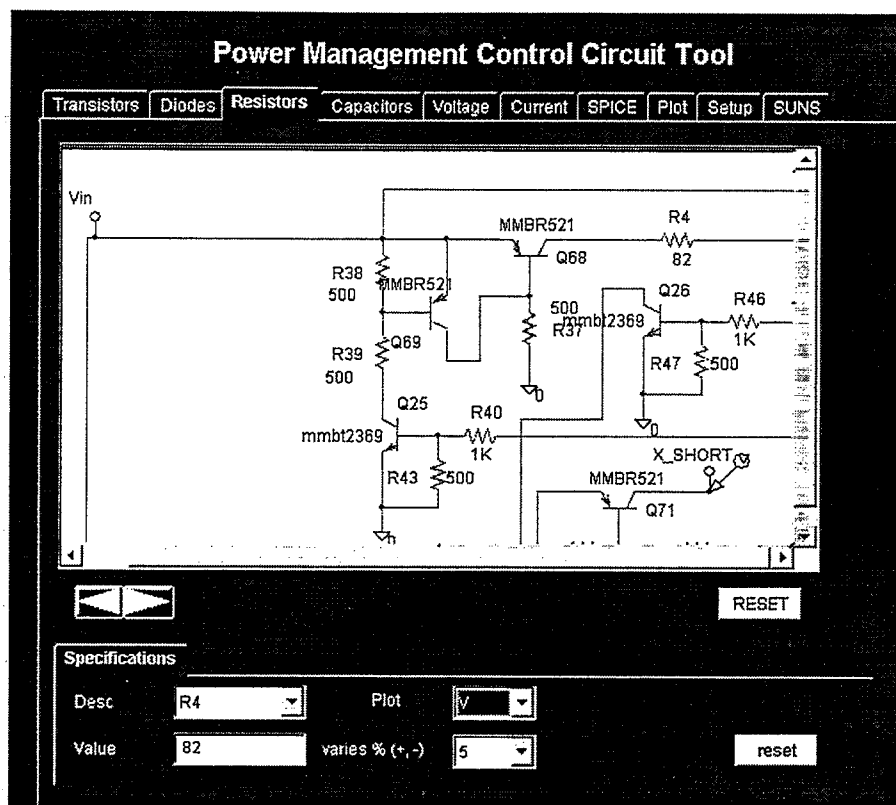 Power Management Control Circuit Tool
Transistors Diodes Resistors Capacitors Voltage Current SPICE Plot Setup SUNS
Vin
MMBR521
R4
Q68
82
R38
500
MMBR521
Q26
R46
500
mmbt2369
R37
1K
Q69
R39
500
R47
500
0
Q25
R40
0
mmbt2369
1K
X_SHORT
R43
500
MMBR521
Q71
h
RESET
Specifications
Desc R4 Plot V
Value 82 varies % (+,-) 5 reset